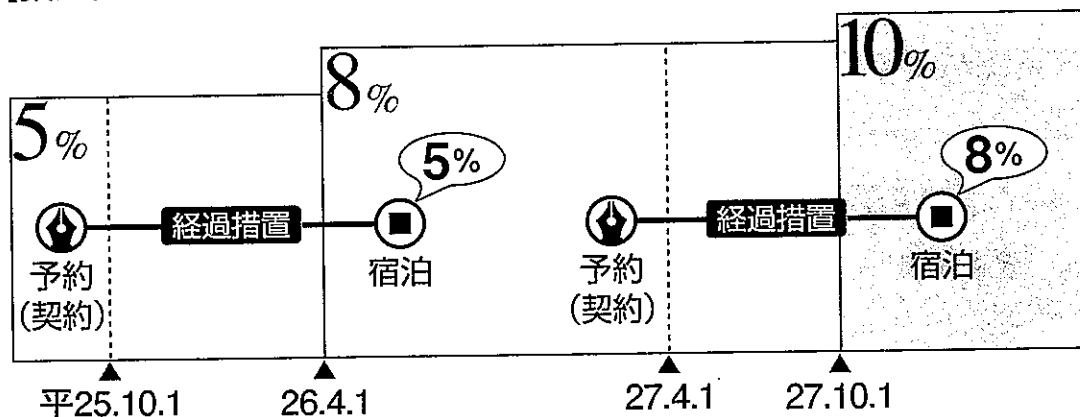 5%
8%
10%
5%
8%
経過措置
経過措置
予約
(契約)
宿泊
予約
(契約)
宿泊
平25.10.1
26.4.1
27.4.1
27.10.1